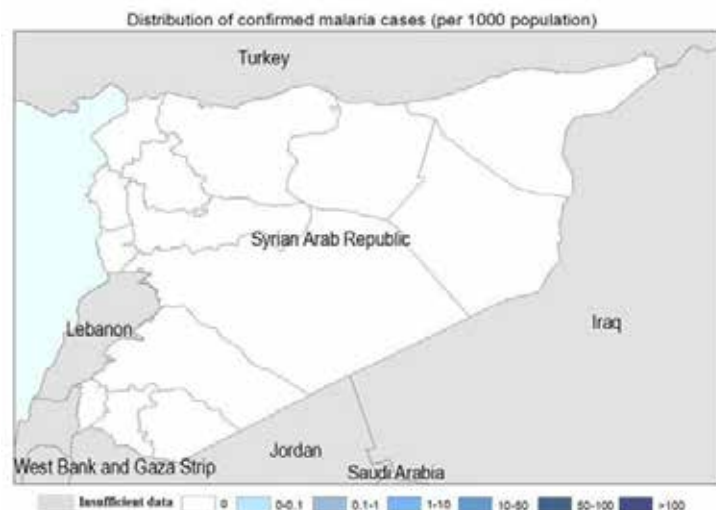 Distribution of confirmed malaria cases (per 1000 population)
Turkey
Syrian Arab Republic
Lebanon
Iraq
Jordan
West Bank and Gaza Strip
Saudi Arabia
Insufficient data 0 0-0.1 0.1-1 1-10 10-50 50-100 >100